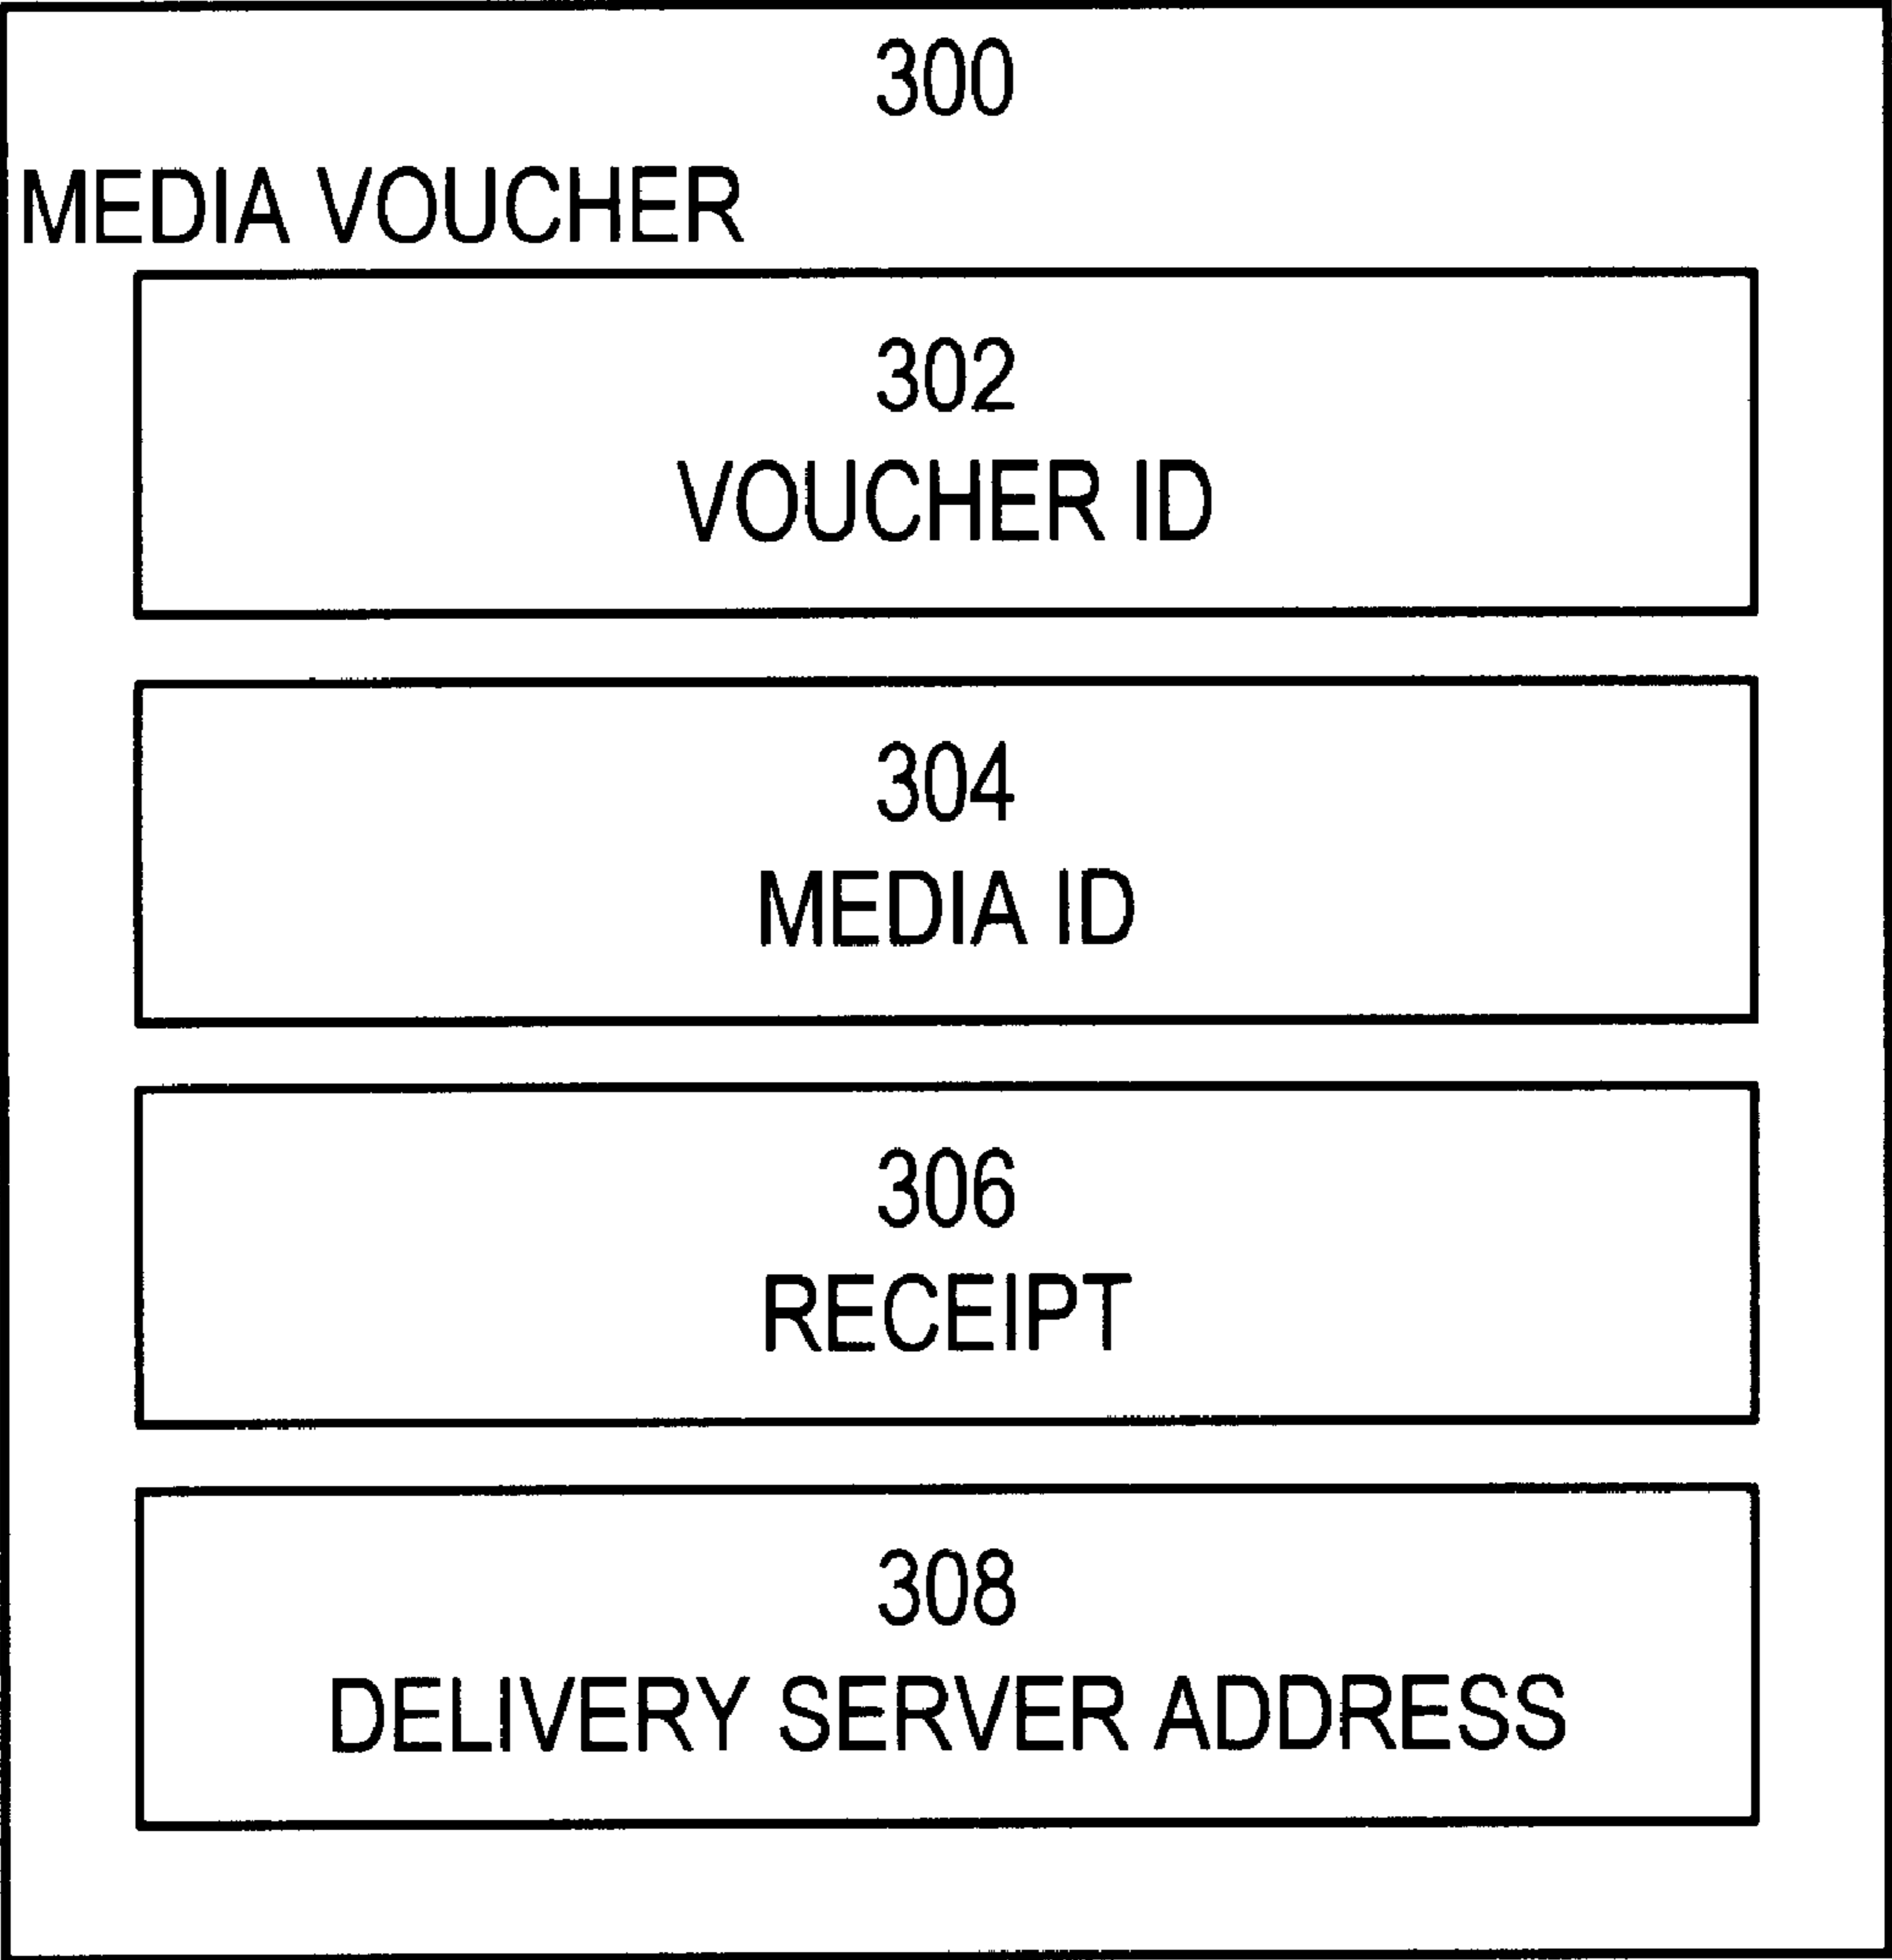 300
MEDIA VOUCHER
302
VOUCHER ID
304
MEDIA ID
306
RECEIPT
308
DELIVERY SERVER ADDRESS